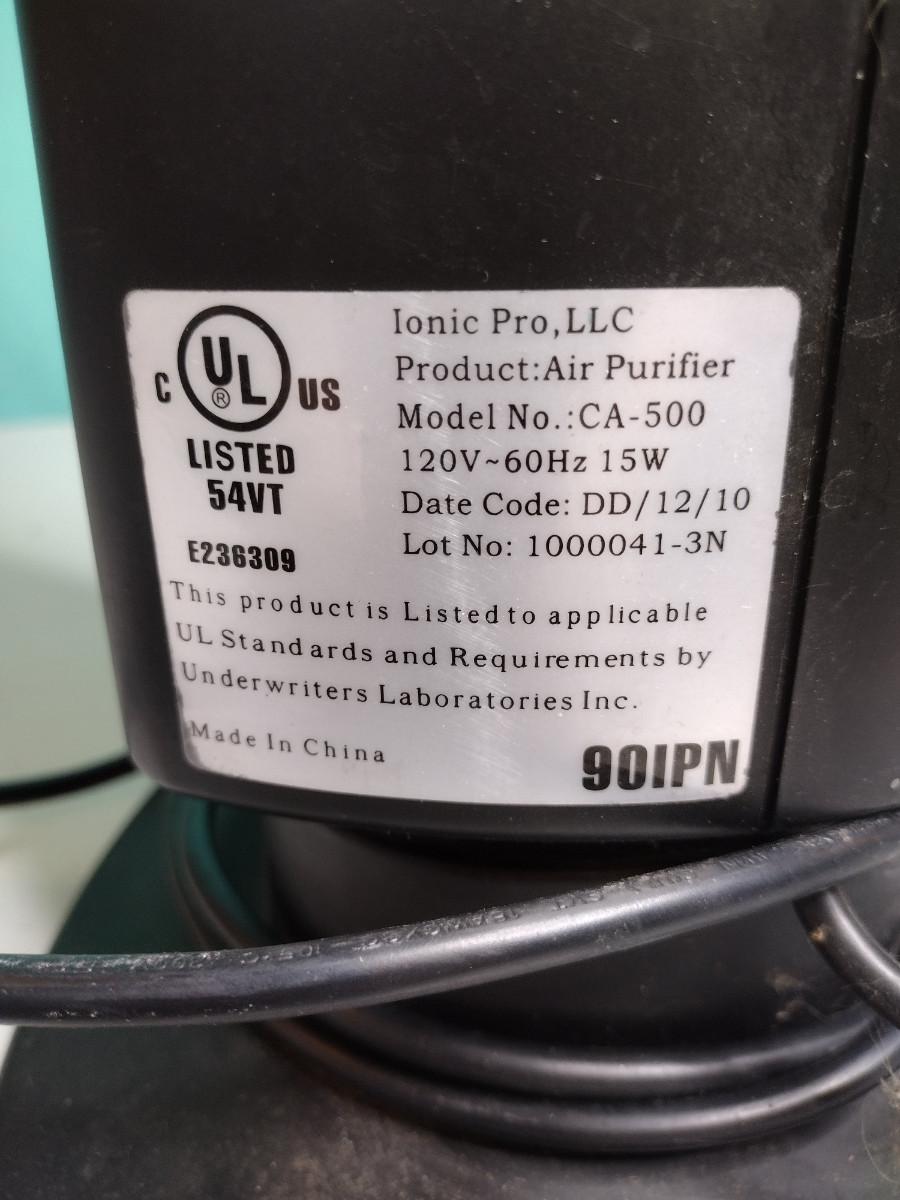 C UL ® US
LISTED
54VT
E236309
Ionic Pro,LLC
Product:Air Purifier
Model No.:CA-500
120V~60Hz 15W
Date Code: DD/12/10
Lot No: 1000041-3N
This product is Listed to applicable
UL Standards and Requirements by
Underwriters Laboratories Inc.
Made In China
90IPN